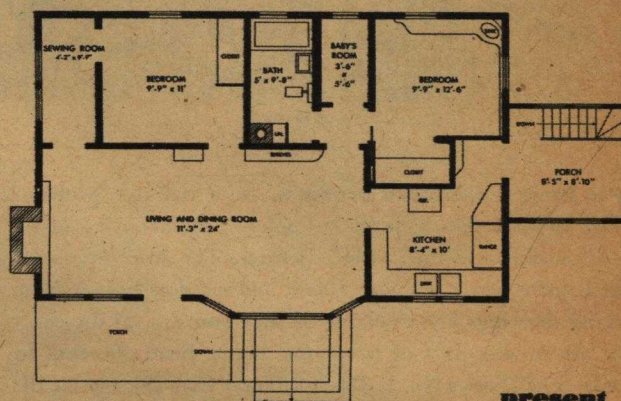 SEWING ROOM
4'-2" x 9'-9"
BEDROOM
9'-9" x 11'
CLOSET
BATH
5' x 9'-8"
BABY'S
ROOM
3'-6"
x
5'-6"
BEDROOM
9'-9" x 12'-6"
DOWN
PORCH
8'-5" x 8'-10"
CLOSET
REF.
LIVING AND DINING ROOM
11'-3" x 24'
KITCHEN
8'-4" x 10'
RANGE
SINK
PORCH
DOWN
present